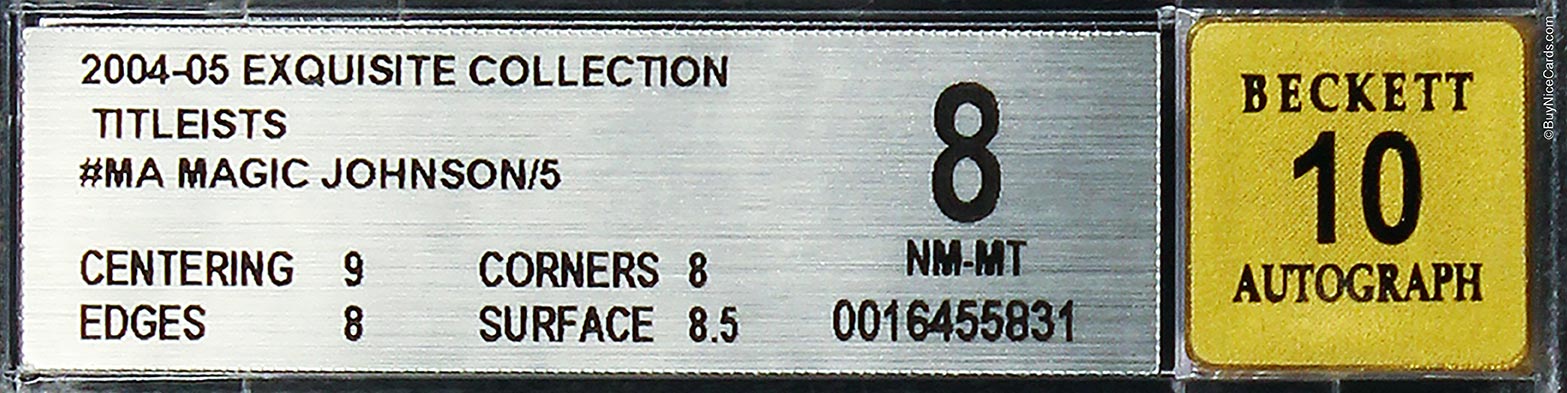 2004-05 EXQUISITE COLLECTION
TITLEISTS
#MA MAGIC JOHNSON/5
CENTERING 9 CORNERS 8
EDGES 8 SURFACE 8.5
8
NM-MT
0016455831
BECKETT
10
AUTOGRAPH
©BuyNiceCards.com